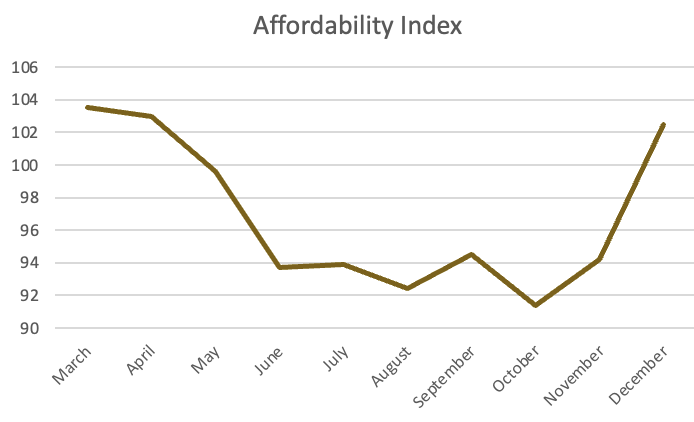 Affordability Index
106
104
102
100
98
96
94
92
90
March
April
May
June
July
August
September
October
November
December